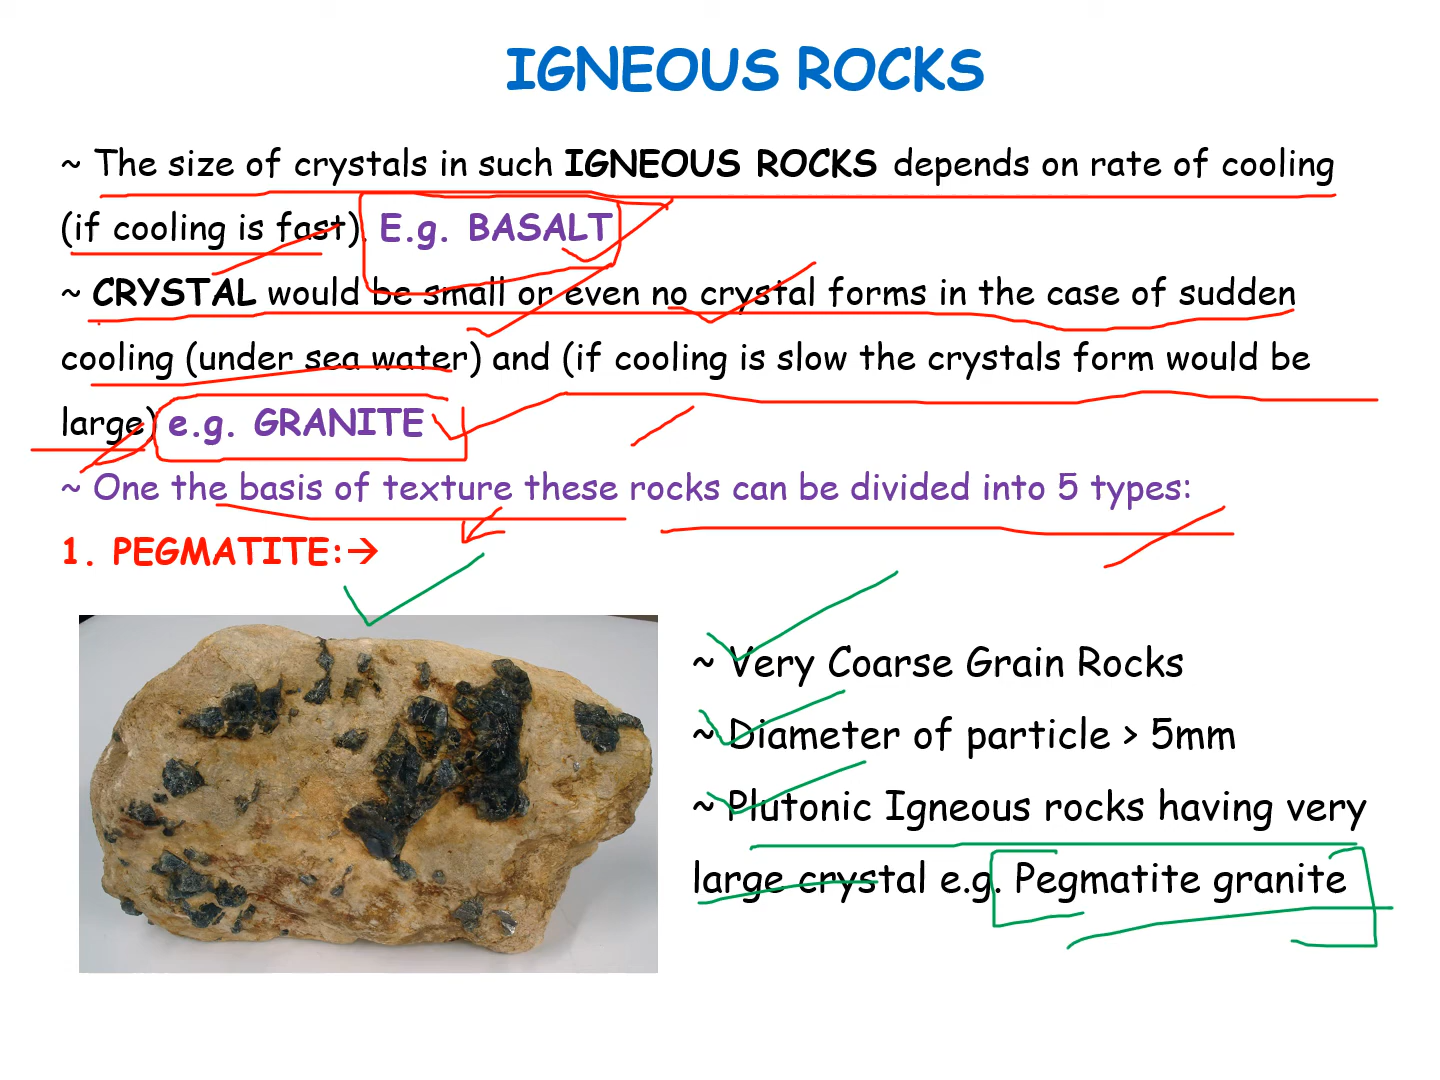 IGNEOUS ROCKS
~ The size of crystals in such IGNEOUS ROCKS depends on rate of cooling
(if cooling is fast). E.g. BASALT
~ CRYSTAL would be small or even no crystal forms in the case of sudden
cooling (under sea water) and (if cooling is slow the crystals form would be
large) e.g. GRANITE
~ One the basis of texture these rocks can be divided into 5 types:
1. PEGMATITE:→
~ Very Coarse Grain Rocks
~ Diameter of particle > 5mm
~ Plutonic Igneous rocks having very
large crystal e.g. Pegmatite granite